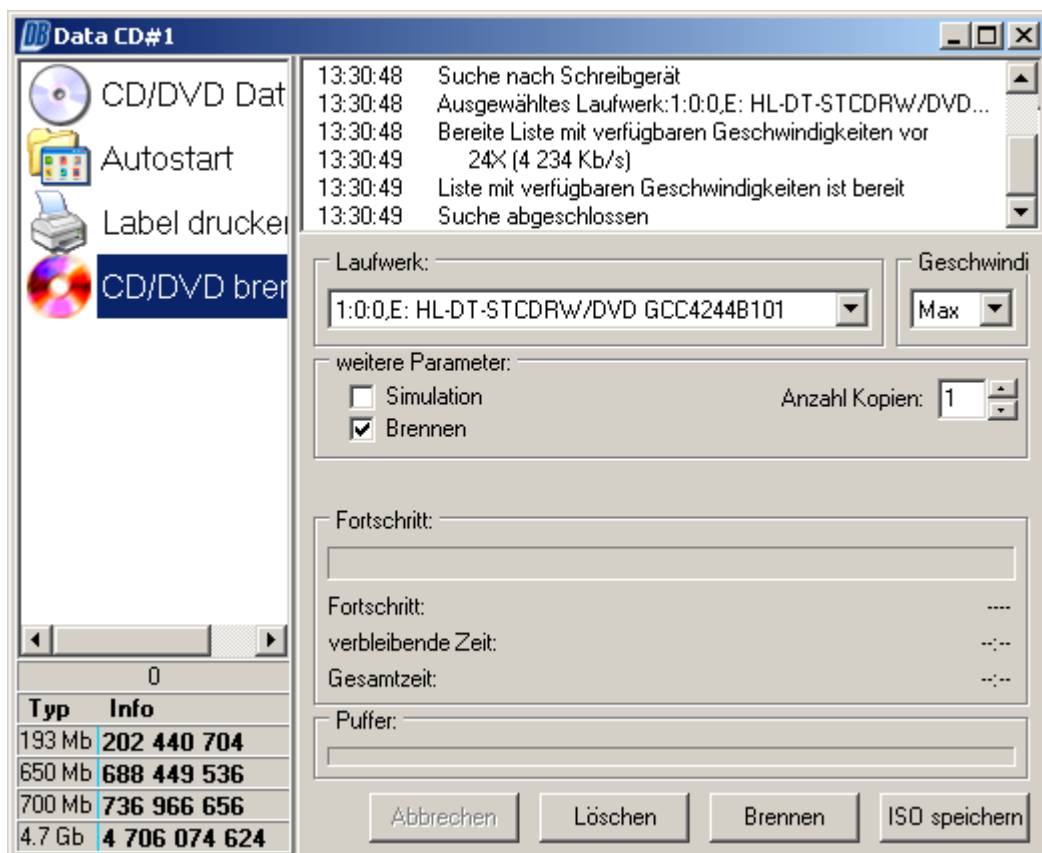 DB Data CD#1
CD/DVD Dat
Autostart
Label drucker
CD/DVD bren
0
Typ Info
193 Mb 202 440 704
650 Mb 688 449 536
700 Mb 736 966 656
4.7 Gb 4 706 074 624
13:30:48 Suche nach Schreibgerät
13:30:48 Ausgewähltes Laufwerk:1:0:0,E: HL-DT-STCDRW/DVD...
13:30:48 Bereite Liste mit verfügbaren Geschwindigkeiten vor
13:30:49 24X (4 234 Kb/s)
13:30:49 Liste mit verfügbaren Geschwindigkeiten ist bereit
13:30:49 Suche abgeschlossen
Laufwerk: Geschwindi
1:0:0,E: HL-DT-STCDRW/DVD GCC4244B101 Max
weitere Parameter:
Simulation Anzahl Kopien: 1
Brennen
Fortschritt:
Fortschritt: ----
verbleibende Zeit: --:--
Gesamtzeit: --:--
Puffer:
Abbrechen Löschen Brennen ISO speichern